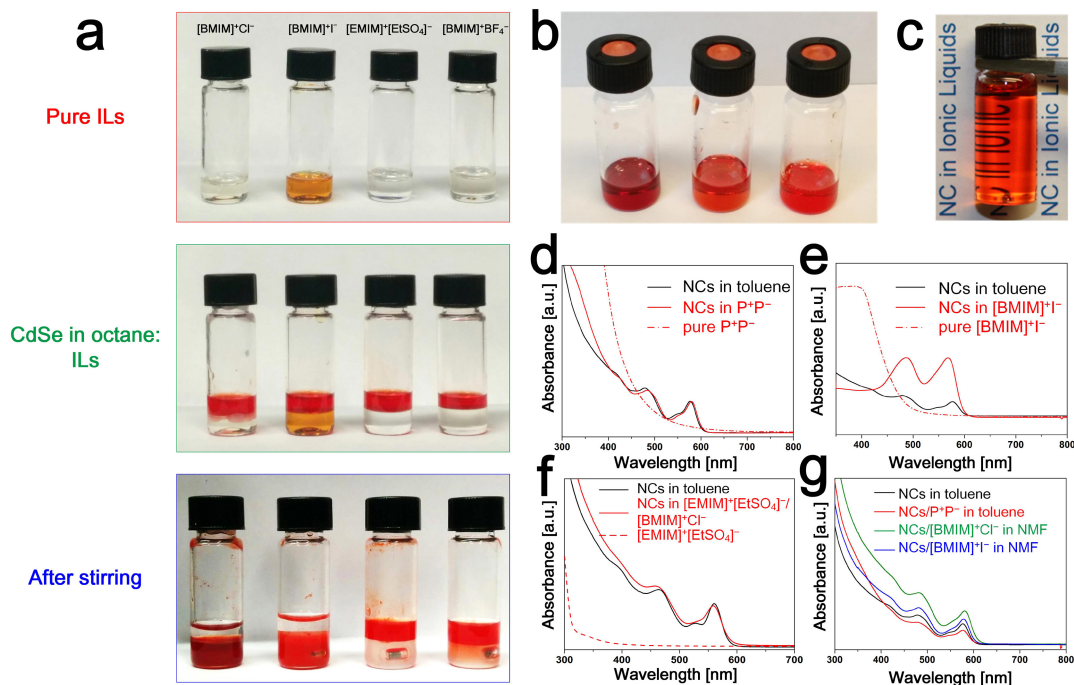 a
[BMIM]⁺Cl⁻
[BMIM]⁺I⁻
[EMIM]⁺[EtSO₄]⁻
[BMIM]⁺BF₄⁻
Pure ILs
CdSe in octane:
ILs
After stirring
b
c
NC in Ionic Liquids
NC in Ionic
NC in Ionic Liquids
d
NCs in toluene
NCs in P⁺P⁻
pure P⁺P⁻
Absorbance [a.u.]
300 400 500 600 700 800
Wavelength [nm]
e
NCs in toluene
NCs in [BMIM]⁺I⁻
pure [BMIM]⁺I⁻
Absorbance [a.u.]
400 500 600 700 800
Wavelength [nm]
f
NCs in toluene
NCs in [EMIM]⁺[EtSO₄]⁻/
[BMIM]⁺Cl⁻
[EMIM]⁺[EtSO₄]⁻
Absorbance [a.u.]
300 400 500 600 700
Wavelength [nm]
g
NCs in toluene
NCs/P⁺P⁻ in toluene
NCs/[BMIM]⁺Cl⁻ in NMF
NCs/[BMIM]⁺I⁻ in NMF
Absorbance [a.u.]
300 400 500 600 700 800
Wavelength [nm]